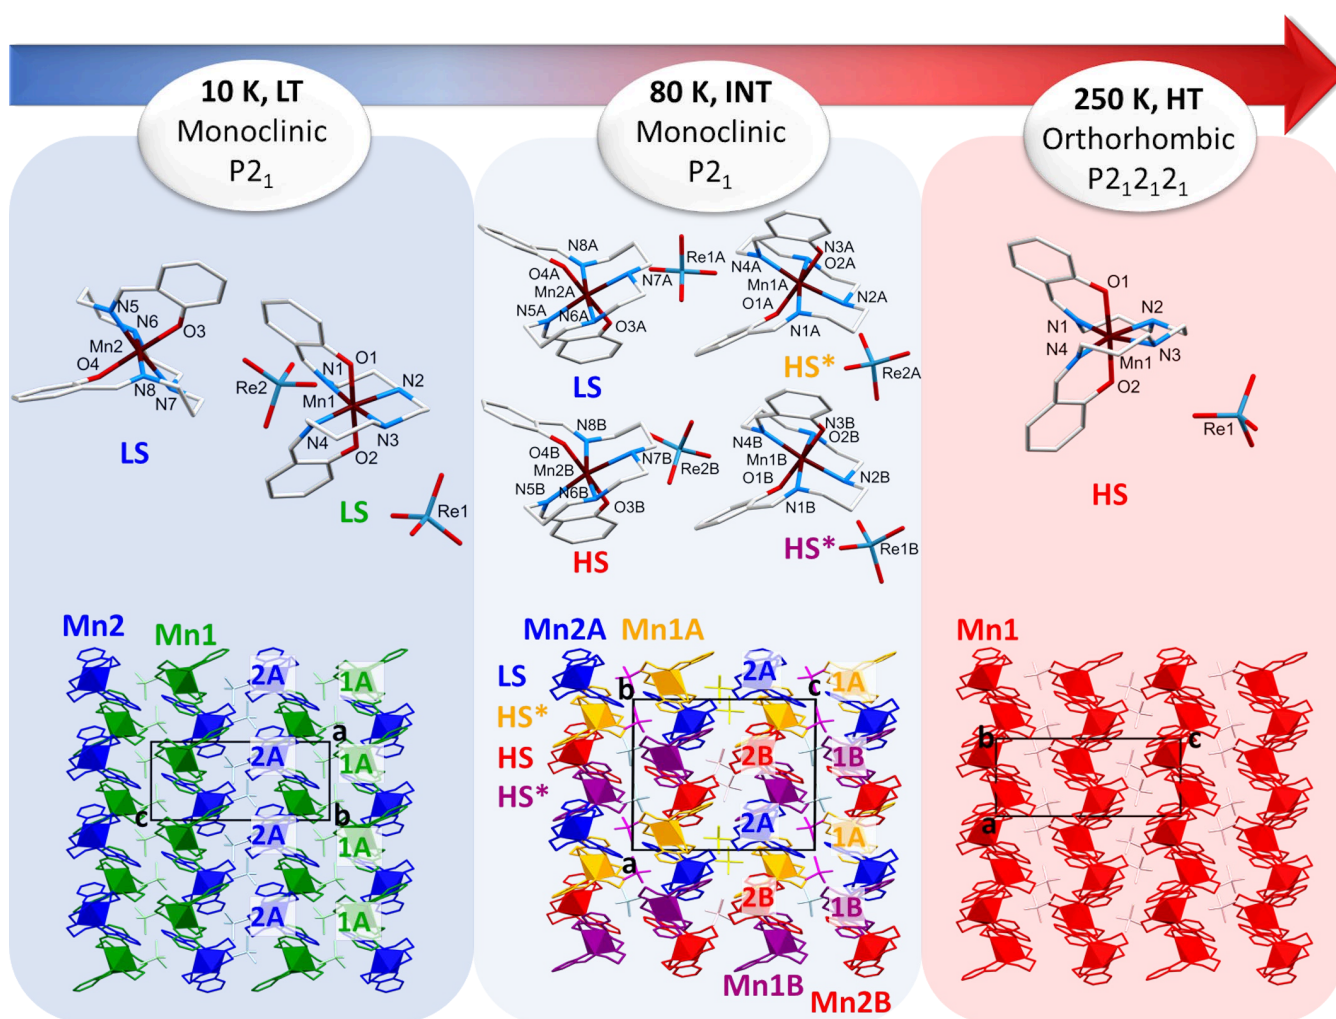 10 K, LT
Monoclinic
P2₁
80 K, INT
Monoclinic
P2₁
250 K, HT
Orthorhombic
P2₁2₁2₁
N5
N6
O3
Mn2
O4
N8
N7
LS
O1
N1
N2
Re2
Mn1
N4
N3
O2
LS
Re1
N8A
Re1A
O4A
N7A
Mn2A
N5A
N6A
O3A
LS
N3A
N4A
O2A
Mn1A
O1A
N2A
N1A
HS*
Re2A
N8B
O4B
N7B
Mn2B
Re2B
N5B
N6B
O3B
HS
N3B
N4B
O2B
Mn1B
O1B
N2B
N1B
HS*
Re1B
O1
N1
N2
N4
N3
Mn1
O2
Re1
HS
Mn2
Mn1
2A
1A
a
2A
1A
c
b
2A
1A
2A
1A
Mn2A
Mn1A
LS
HS*
HS
HS*
b
2A
c
1A
2B
1B
2A
1A
a
2B
1B
Mn1B
Mn2B
Mn1
b
c
a